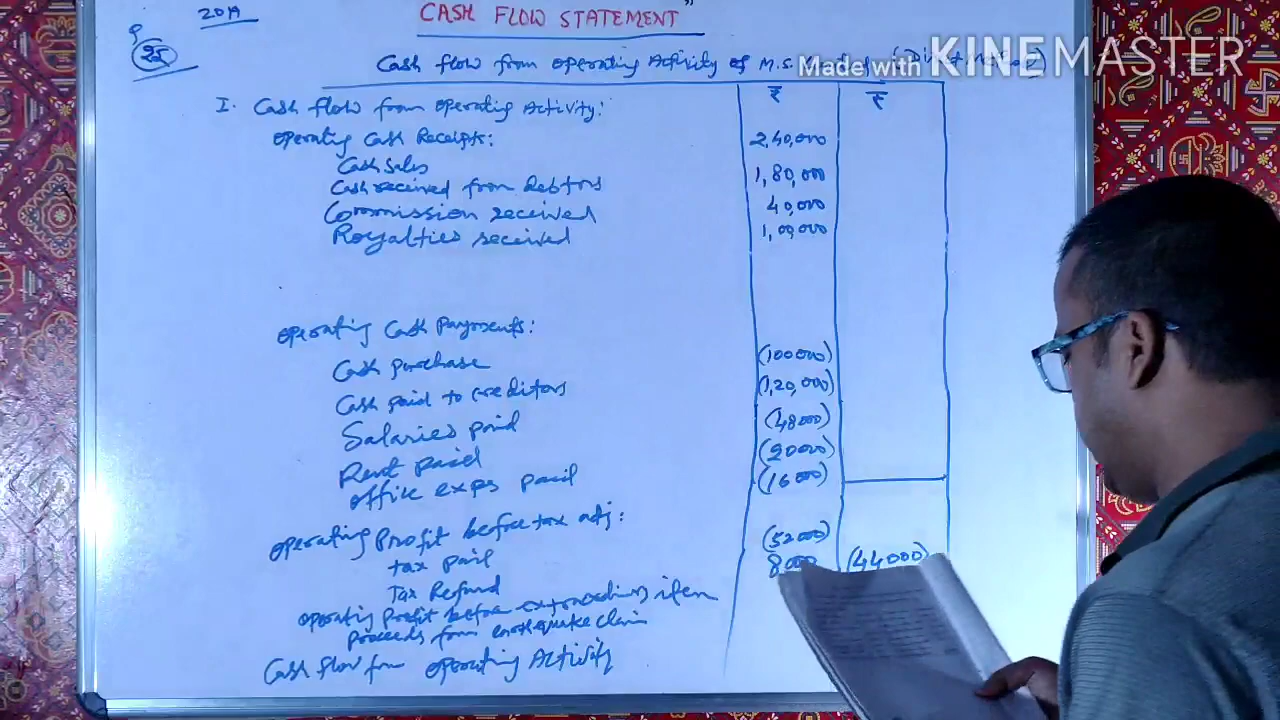 2019
CASH FLOW STATEMENT"
Q
25
Cash flow from operating Activity of M.S.
Made with KINEMASTER
I. Cash flow from operating Activity:
₹ ₹
Operating Cash Receipts:
Cash sales 2,40,000
Cash received from Debtors 1,80,000
Commission received 40,000
Royalties received 1,00,000
Operating Cash Payments:
Cash purchase (100000)
Cash paid to creditors (1,20,000)
Salaries paid (48000)
Rent paid (20000)
office exps paid (16000)
Operating Profit before tax adj:
tax paid (52000)
Tax Refund 8000 (44000)
Operating Profit before item
Proceeds from earthquake claim
Cash flow from operating Activity